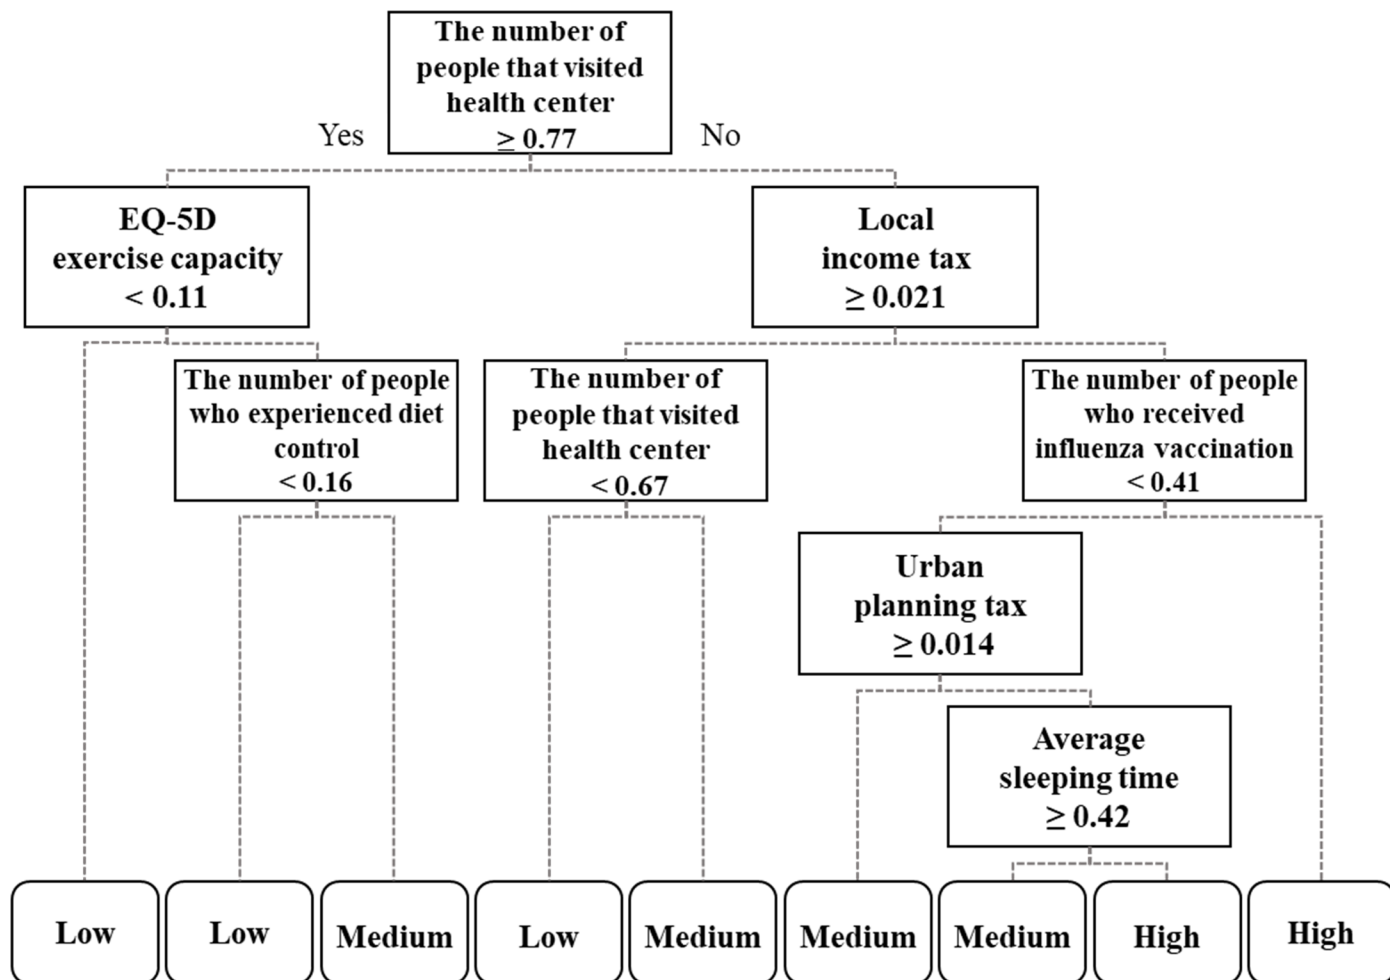 The number of
people that visited
health center
≥ 0.77
Yes
No
EQ-5D
exercise capacity
< 0.11
Local
income tax
≥ 0.021
The number of people
who experienced diet
control
< 0.16
The number of
people that visited
health center
< 0.67
The number of people
who received
influenza vaccination
< 0.41
Urban
planning tax
≥ 0.014
Average
sleeping time
≥ 0.42
Low
Low
Medium
Low
Medium
Medium
Medium
High
High